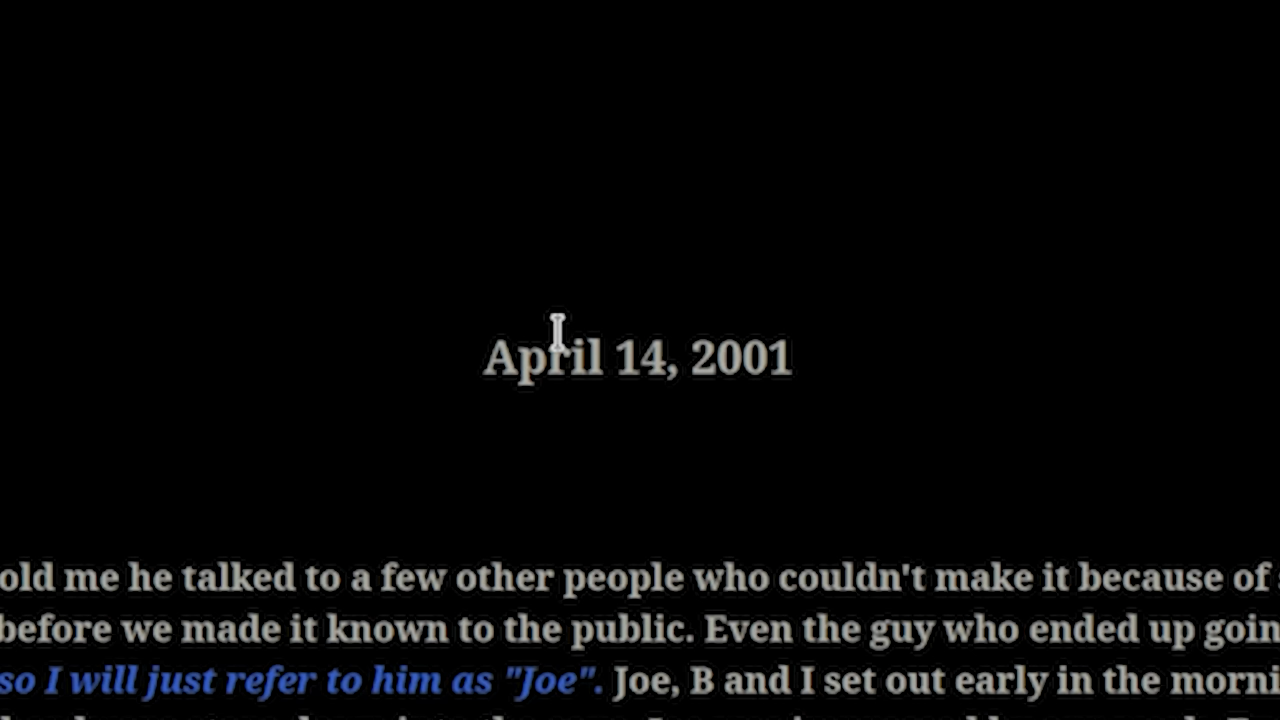 April 14, 2001
old me he talked to a few other people who couldn't make it because of
before we made it known to the public. Even the guy who ended up goin
so I will just refer to him as "Joe". Joe, B and I set out early in the morni